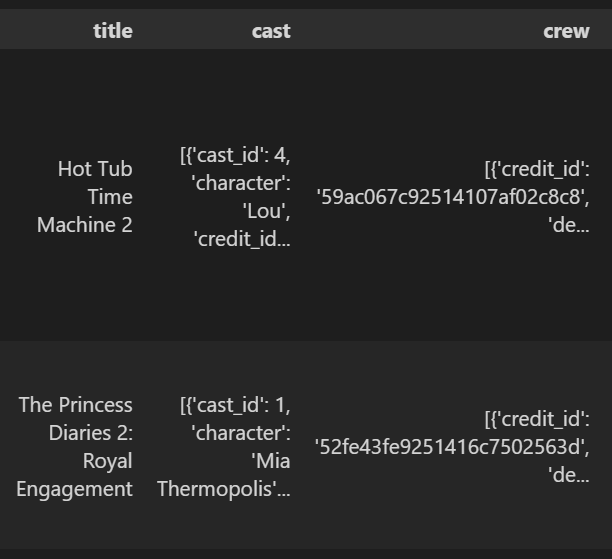 title cast crew
Hot Tub
Time
Machine 2
[{'cast_id': 4,
'character':
'Lou',
'credit_id...
[{'credit_id':
'59ac067c92514107af02c8c8',
'de...
The Princess
Diaries 2:
Royal
Engagement
[{'cast_id': 1,
'character':
'Mia
Thermopolis'...
[{'credit_id':
'52fe43fe9251416c7502563d',
'de...